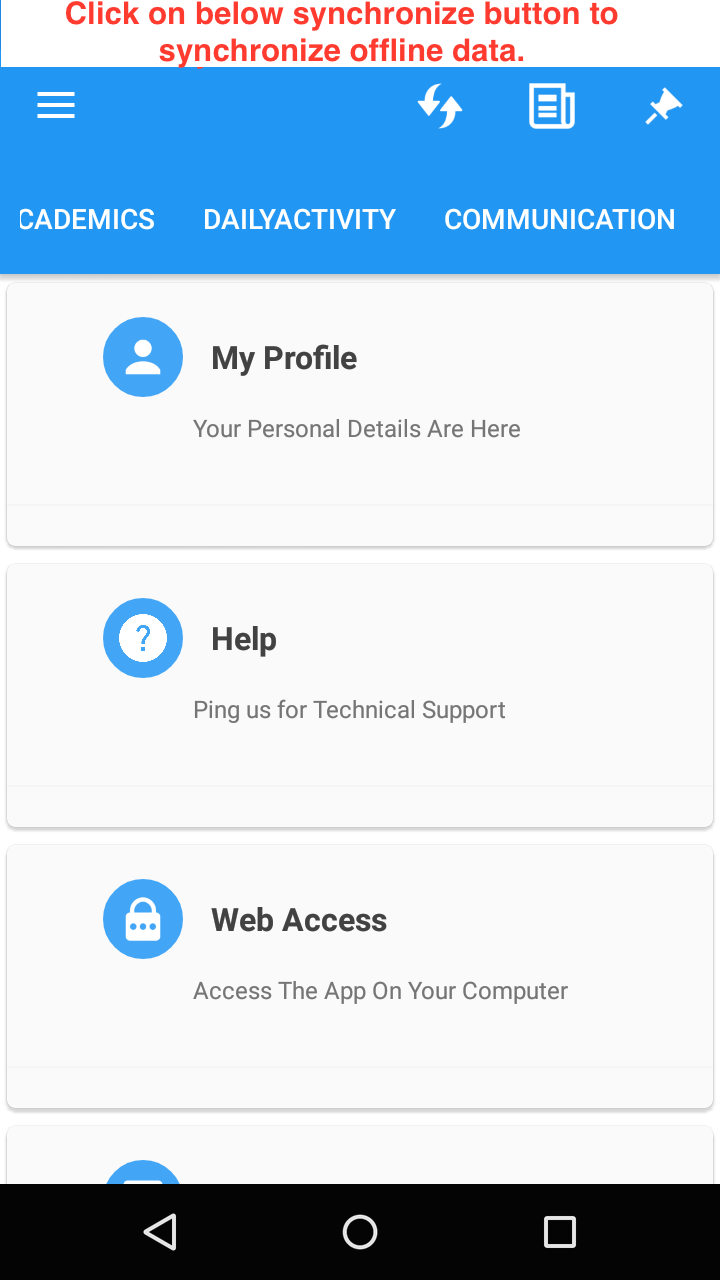 Click on below synchronize button to
synchronize offline data.
CADEMICS DAILYACTIVITY COMMUNICATION
My Profile
Your Personal Details Are Here
?
Help
Ping us for Technical Support
Web Access
Access The App On Your Computer